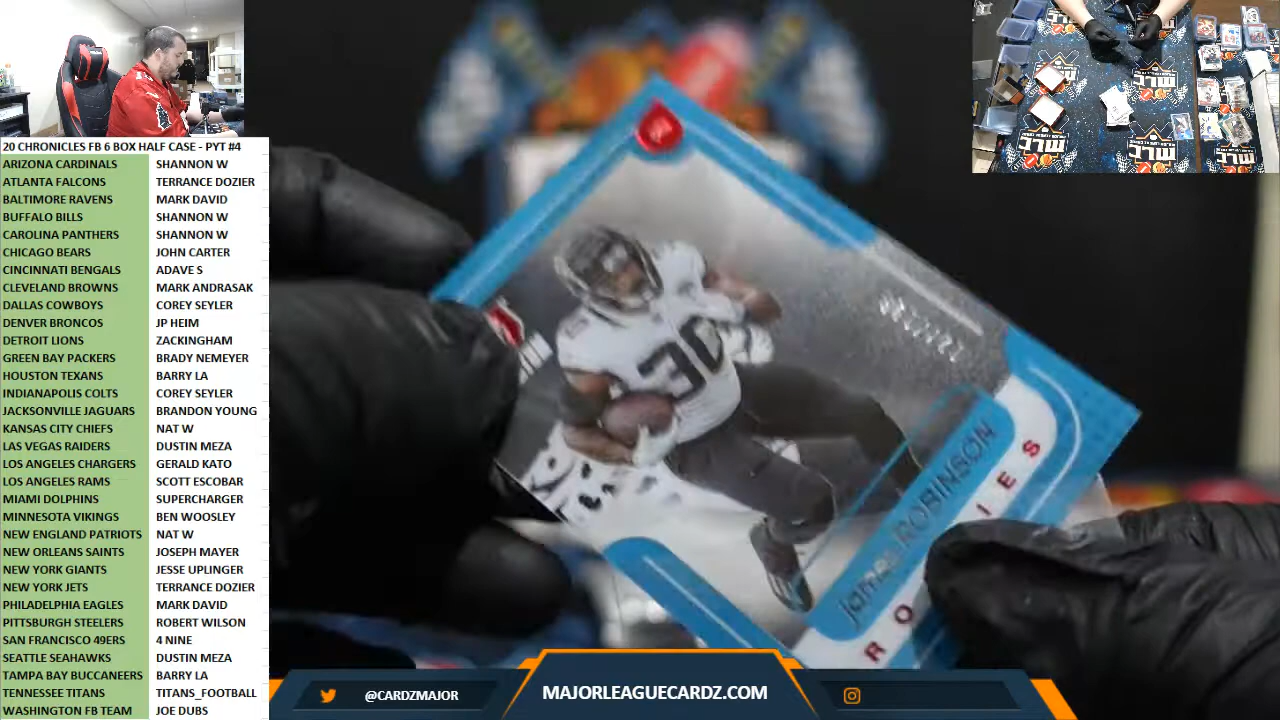 20 CHRONICLES FB 6 BOX HALF CASE - PYT #4
ARIZONA CARDINALS SHANNON W
ATLANTA FALCONS TERRANCE DOZIER
BALTIMORE RAVENS MARK DAVID
BUFFALO BILLS SHANNON W
CAROLINA PANTHERS SHANNON W
CHICAGO BEARS JOHN CARTER
CINCINNATI BENGALS ADAVE S
CLEVELAND BROWNS MARK ANDRASAK
DALLAS COWBOYS COREY SEYLER
DENVER BRONCOS JP HEIM
DETROIT LIONS ZACKINGHAM
GREEN BAY PACKERS BRADY NEMEYER
HOUSTON TEXANS BARRY LA
INDIANAPOLIS COLTS COREY SEYLER
JACKSONVILLE JAGUARS BRANDON YOUNG
KANSAS CITY CHIEFS NAT W
LAS VEGAS RAIDERS DUSTIN MEZA
LOS ANGELES CHARGERS GERALD KATO
LOS ANGELES RAMS SCOTT ESCOBAR
MIAMI DOLPHINS SUPERCHARGER
MINNESOTA VIKINGS BEN WOOSLEY
NEW ENGLAND PATRIOTS NAT W
NEW ORLEANS SAINTS JOSEPH MAYER
NEW YORK GIANTS JESSE UPLINGER
NEW YORK JETS TERRANCE DOZIER
PHILADELPHIA EAGLES MARK DAVID
PITTSBURGH STEELERS ROBERT WILSON
SAN FRANCISCO 49ERS 4 NINE
SEATTLE SEAHAWKS DUSTIN MEZA
TAMPA BAY BUCCANEERS BARRY LA
TENNESSEE TITANS TITANS_FOOTBALL
WASHINGTON FB TEAM JOE DUBS
30
James ROBINSON
MLC
MLC
MLC
MLC
@CARDZMAJOR
MAJORLEAGUECARDZ.COM